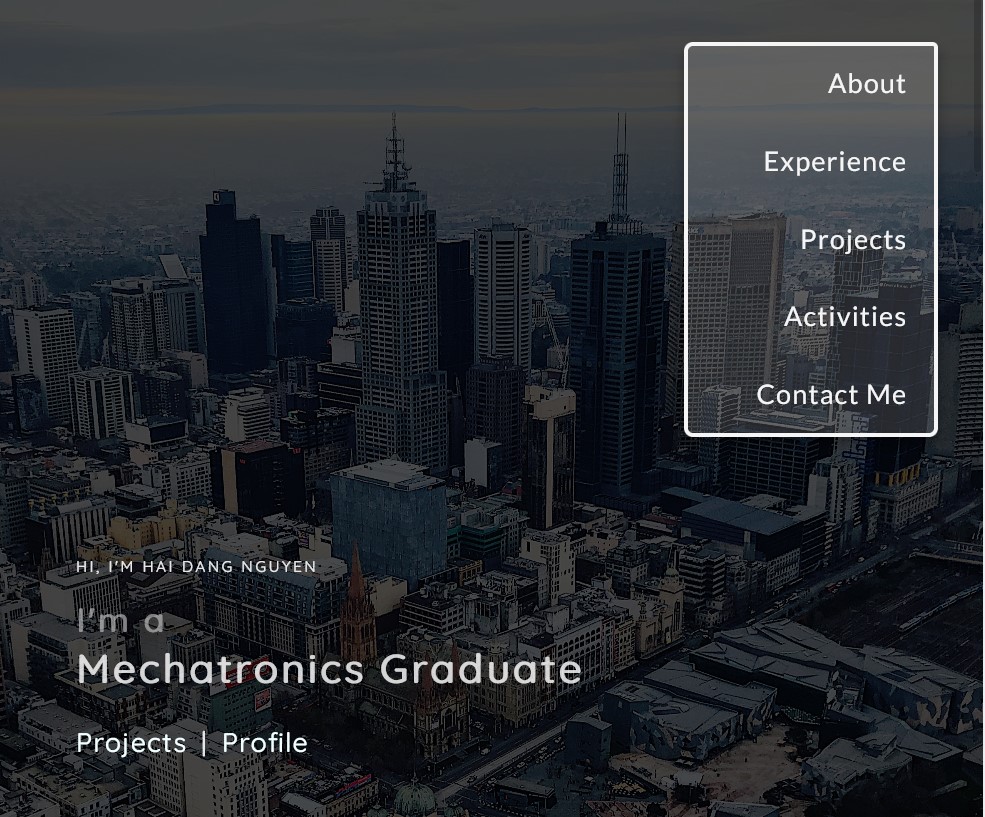 About
Experience
Projects
Activities
Contact Me
HI, I'M HAI DANG NGUYEN
I'm a
Mechatronics Graduate
Projects | Profile